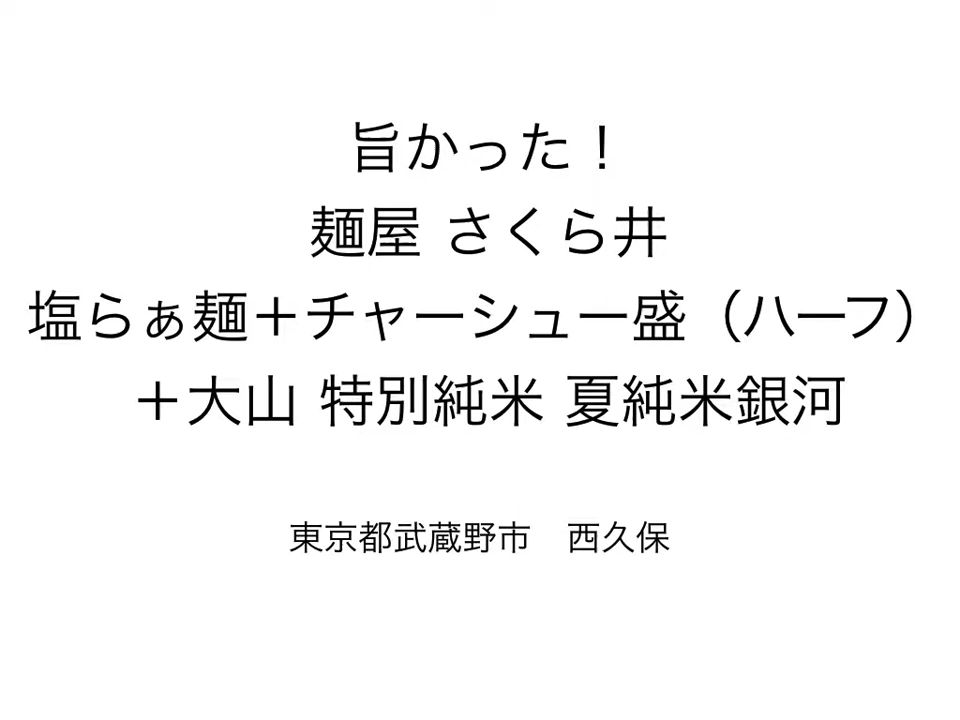 旨かった！
麺屋 さくら井
塩らぁ麺＋チャーシュー盛（ハーフ）
＋大山 特別純米 夏純米銀河
東京都武蔵野市　西久保